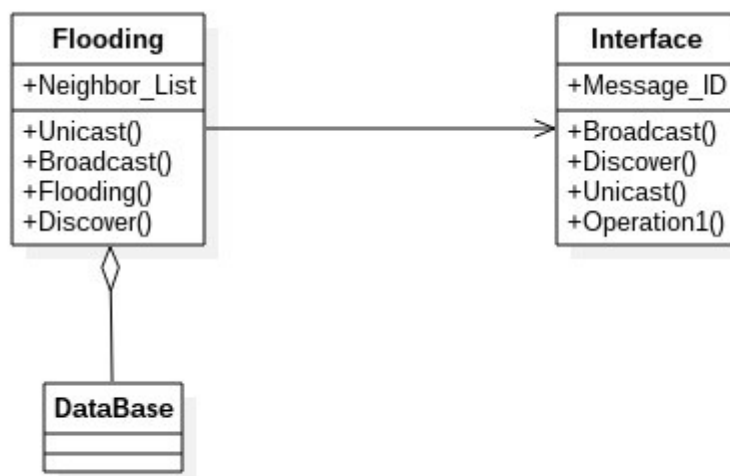 Flooding
+Neighbor_List
+Unicast()
+Broadcast()
+Flooding()
+Discover()
Interface
+Message_ID
+Broadcast()
+Discover()
+Unicast()
+Operation1()
DataBase